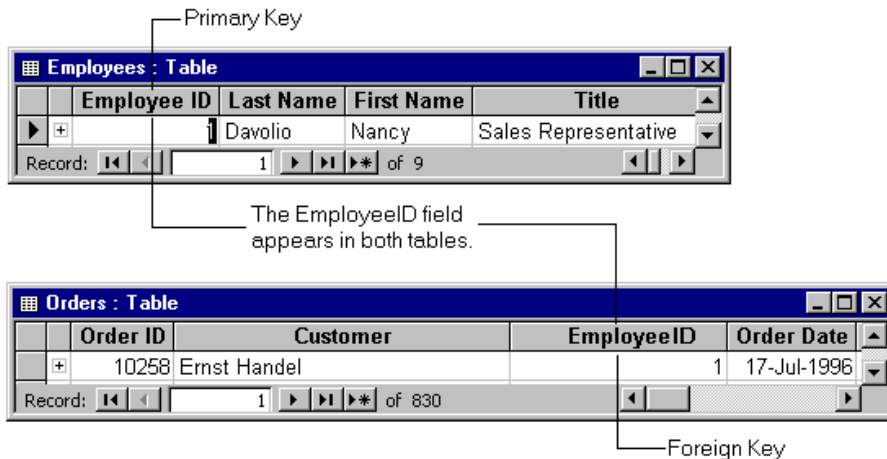 Primary Key
Employees : Table
Employee ID Last Name First Name Title
1 Davolio Nancy Sales Representative
Record: 1 of 9
The EmployeeID field
appears in both tables.
Orders : Table
Order ID Customer EmployeeID Order Date
10258 Ernst Handel 1 17-Jul-1996
Record: 1 of 830
Foreign Key